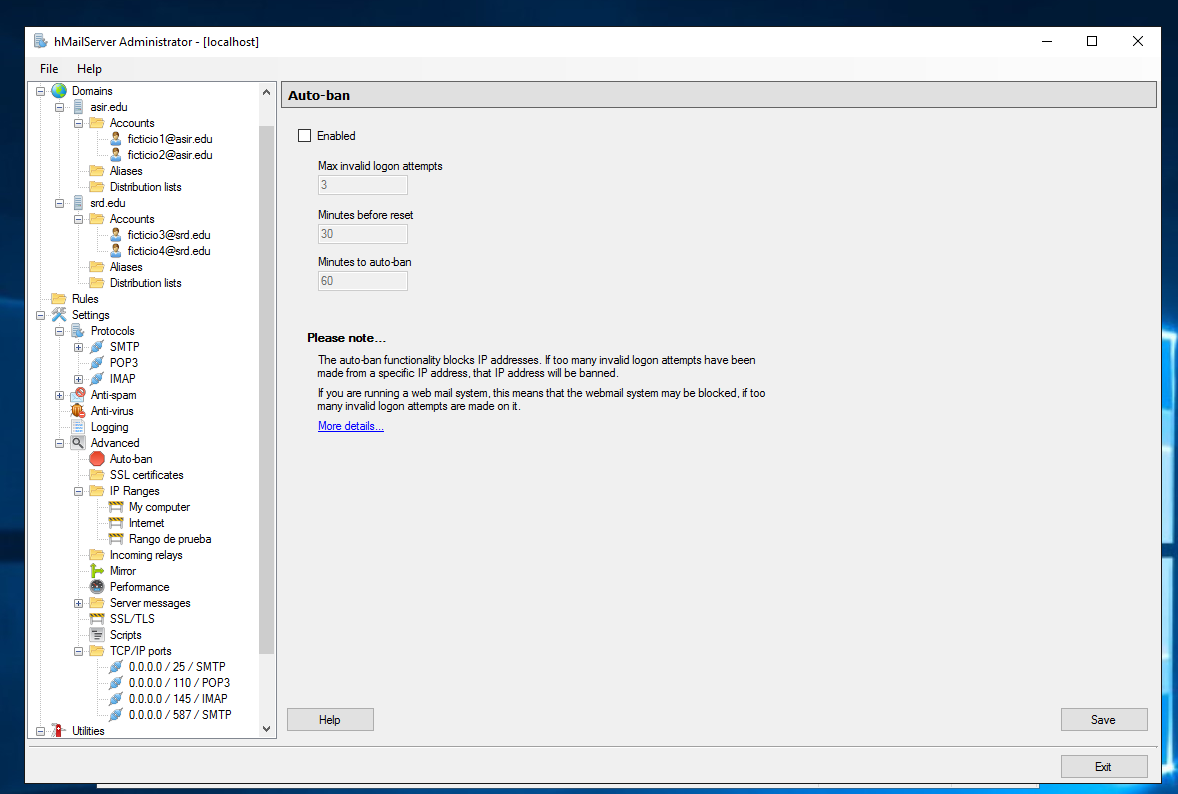 hMailServer Administrator - [localhost]
File Help
Domains
asir.edu
Accounts
ficticio1@asir.edu
ficticio2@asir.edu
Aliases
Distribution lists
srd.edu
Accounts
ficticio3@srd.edu
ficticio4@srd.edu
Aliases
Distribution lists
Rules
Settings
Protocols
SMTP
POP3
IMAP
Anti-spam
Anti-virus
Logging
Advanced
Auto-ban
SSL certificates
IP Ranges
My computer
Internet
Rango de prueba
Incoming relays
Mirror
Performance
Server messages
SSL/TLS
Scripts
TCP/IP ports
0.0.0.0 / 25 / SMTP
0.0.0.0 / 110 / POP3
0.0.0.0 / 145 / IMAP
0.0.0.0 / 587 / SMTP
Utilities
Auto-ban
Enabled
Max invalid logon attempts
3
Minutes before reset
30
Minutes to auto-ban
60
Please note...
The auto-ban functionality blocks IP addresses. If too many invalid logon attempts have been
made from a specific IP address, that IP address will be banned.
If you are running a web mail system, this means that the webmail system may be blocked, if too
many invalid logon attempts are made on it.
More details...
Help
Save
Exit